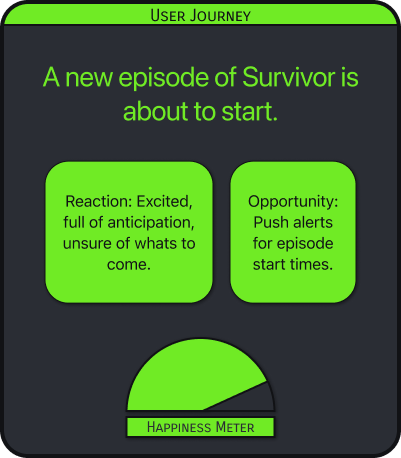 User Journey
A new episode of Survivor is
about to start.
Reaction: Excited,
full of anticipation,
unsure of whats to
come.
Opportunity:
Push alerts
for episode
start times.
Happiness Meter